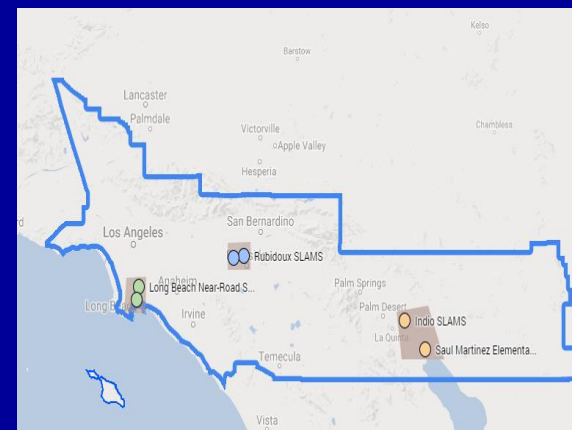 Kelso
Barstow
Lancaster
Palmdale
Victorville
Apple Valley
Chambless
Hesperia
San Bernardino
Los Angeles
Rubidoux SLAMS
Anaheim
Long Beach Near-Road S...
Palm Springs
Long
Irvine
Palm Desert
Indio SLAMS
La Quinta
Temecula
Saul Martinez Elementa...
Vista